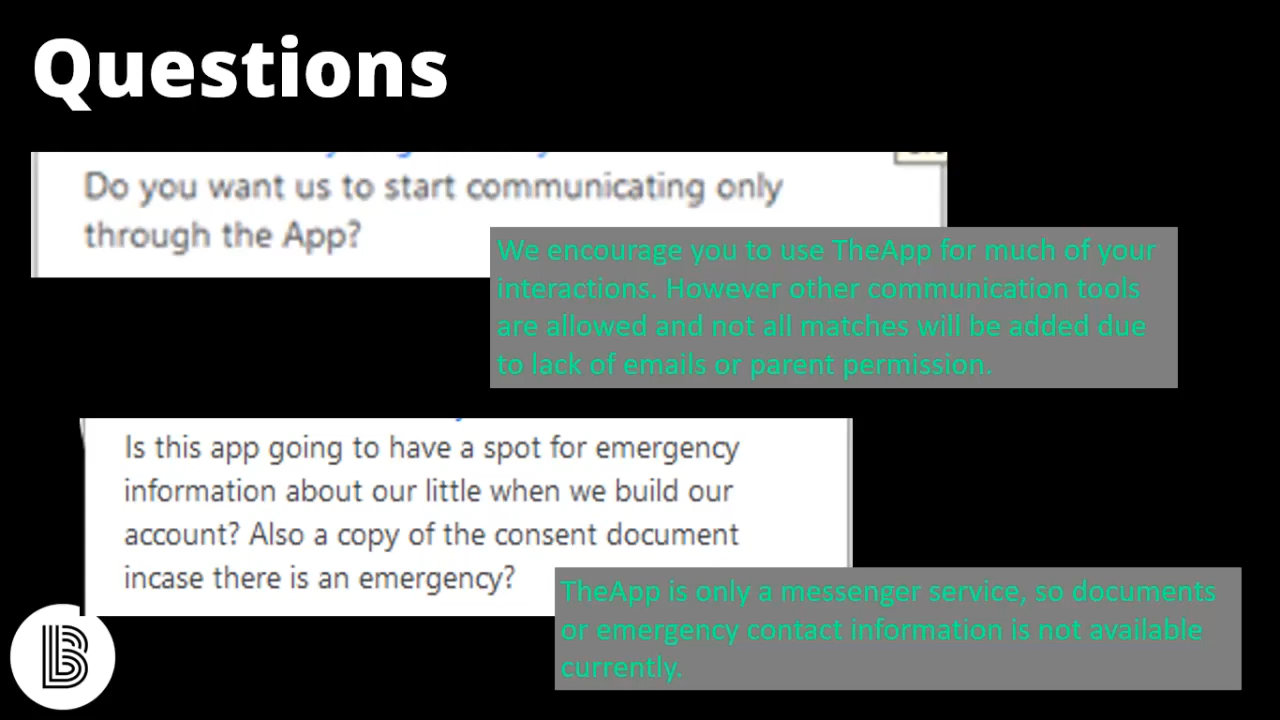 Questions
Do you want us to start communicating only
through the App?
We encourage you to use TheApp for much of your
interactions. However other communication tools
are allowed and not all matches will be added due
to lack of emails or parent permission.
Is this app going to have a spot for emergency
information about our little when we build our
account? Also a copy of the consent document
incase there is an emergency?
TheApp is only a messenger service, so documents
or emergency contact information is not available
currently.
B